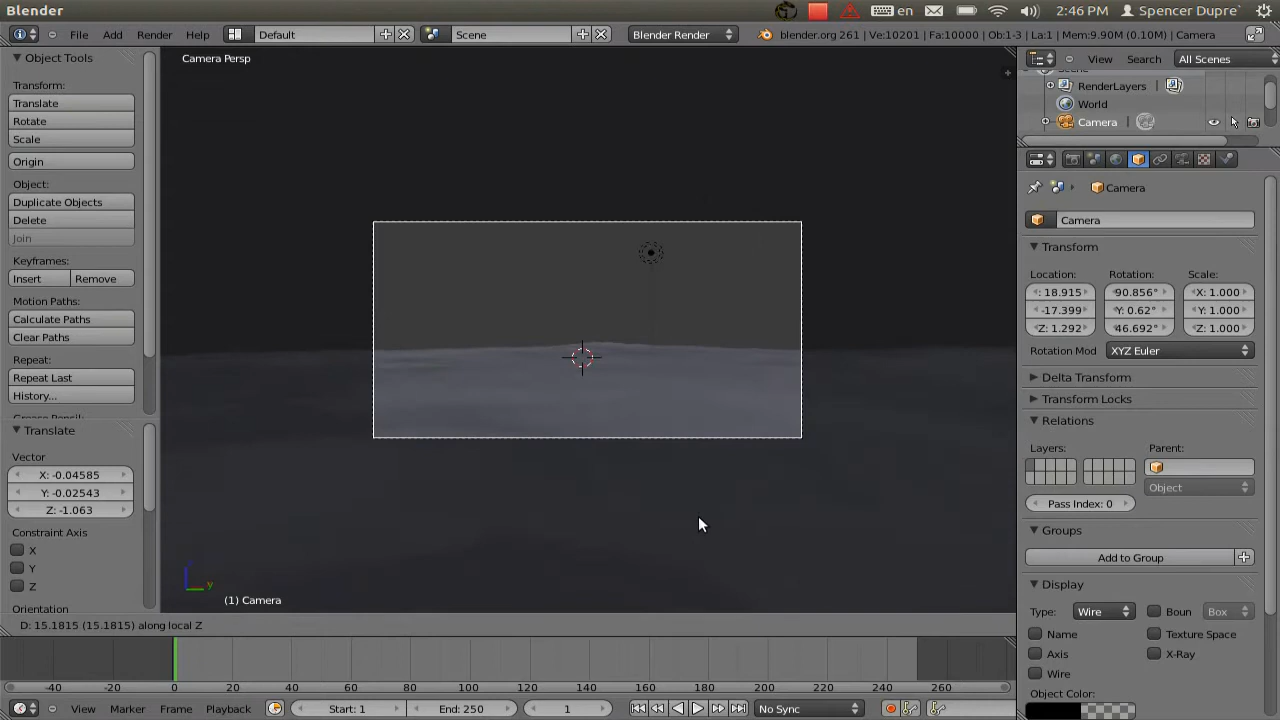 Blender
en
2:46 PM
Spencer Dupre'
File Add Render Help
Default
Scene
Blender Render
blender.org 261 | Ve:10201 | Fa:10000 | Ob:1-3 | La:1 | Mem:9.90M (0.10M) | Camera
Object Tools
Transform:
Translate
Rotate
Scale
Origin
Object:
Duplicate Objects
Delete
Join
Keyframes:
Insert Remove
Motion Paths:
Calculate Paths
Clear Paths
Repeat:
Repeat Last
History...
Grease Pencil:
Translate
Vector
X: -0.04585
Y: -0.02543
Z: -1.063
Constraint Axis
X
Y
Z
Orientation
Camera Persp
y
(1) Camera
D: 15.1815 (15.1815) along local Z
-40 -20 0 20 40 60 80 100 120 140 160 180 200 220 240 260
View Marker Frame Playback
Start: 1
End: 250
1
No Sync
View Search All Scenes
Scene
RenderLayers
World
Camera
Camera
Camera
Transform
Location: Rotation: Scale:
: 18.915 90.856° X: 1.000
-17.399 Y: 0.62° Y: 1.000
Z: 1.292 46.692° Z: 1.000
Rotation Mod XYZ Euler
Delta Transform
Transform Locks
Relations
Layers: Parent:
Object
Pass Index: 0
Groups
Add to Group
Display
Type: Wire Boun Box
Name Texture Space
Axis X-Ray
Wire
Object Color: